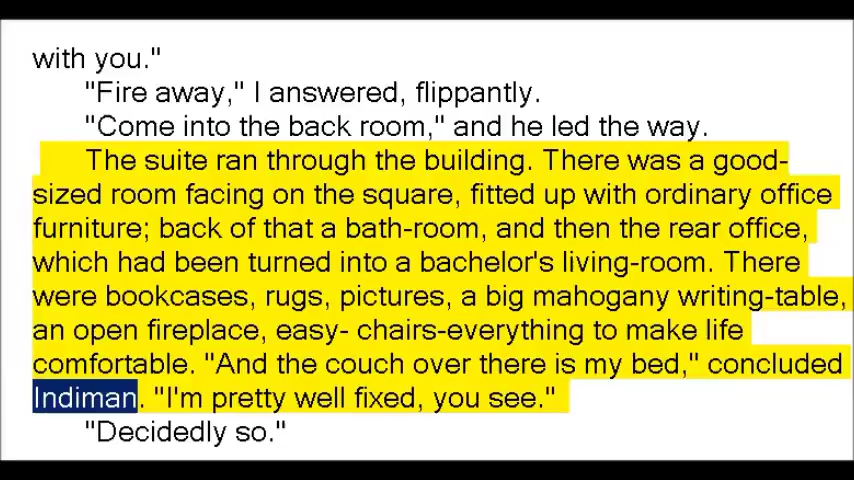 with you."
"Fire away," I answered, flippantly.
"Come into the back room," and he led the way.
The suite ran through the building. There was a good-
sized room facing on the square, fitted up with ordinary office
furniture; back of that a bath-room, and then the rear office,
which had been turned into a bachelor's living-room. There
were bookcases, rugs, pictures, a big mahogany writing-table,
an open fireplace, easy- chairs-everything to make life
comfortable. "And the couch over there is my bed," concluded
Indiman. "I'm pretty well fixed, you see."
"Decidedly so."